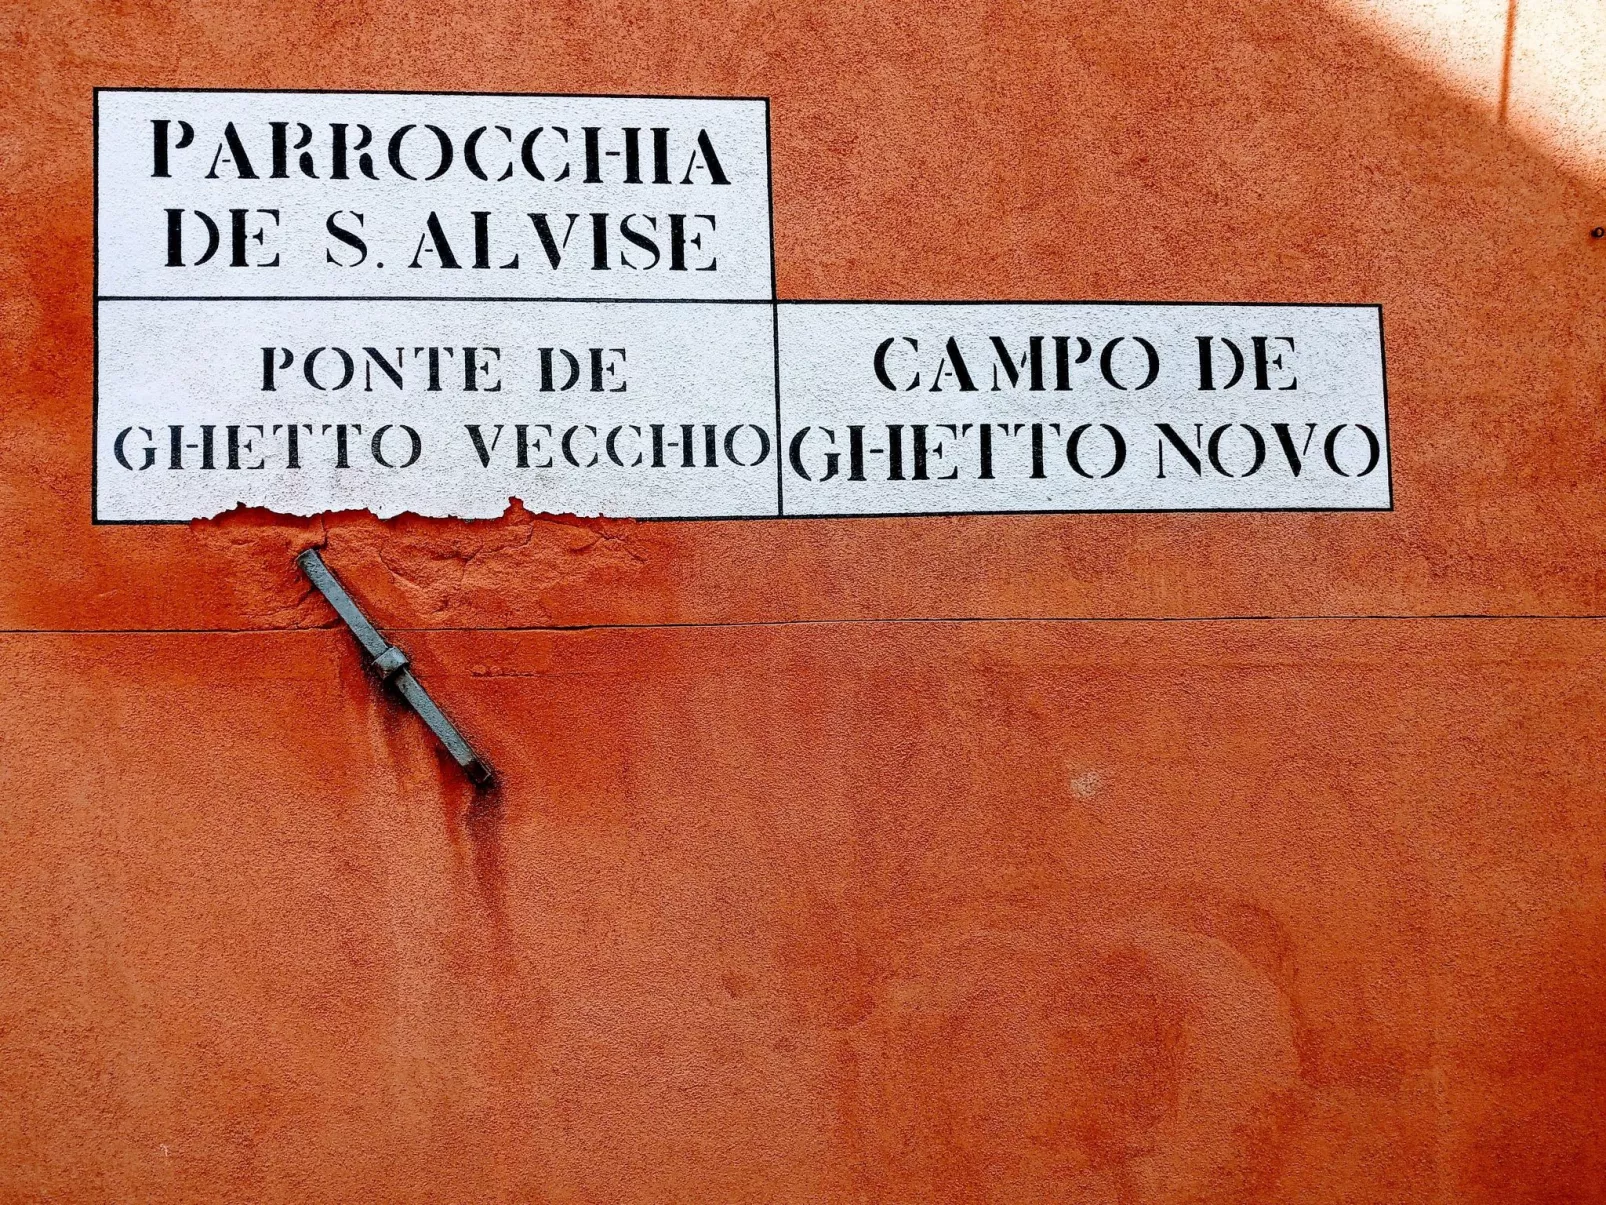 PARROCCHIA
DE S. ALVISE
PONTE DE
GHETTO VECCHIO
CAMPO DE
GHETTO NOVO